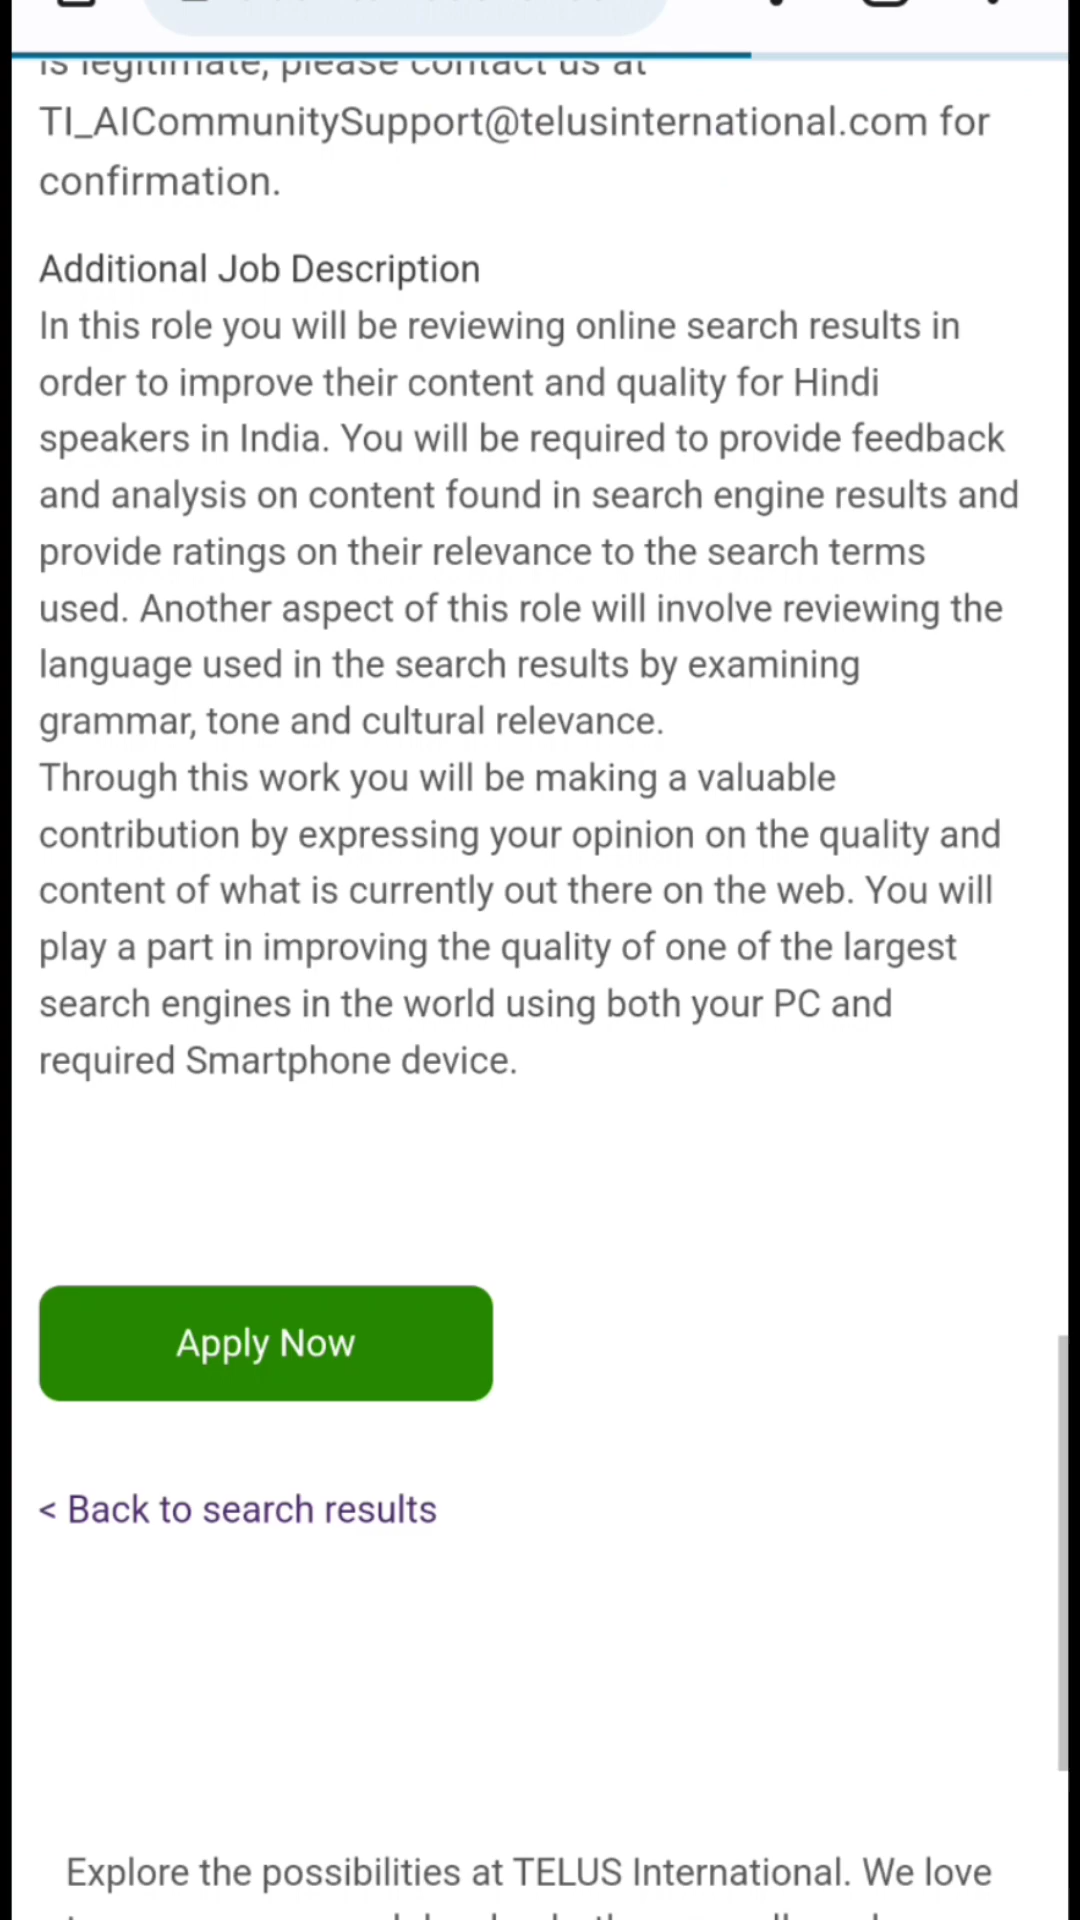 is legitimate, please contact us at
TI_AICommunitySupport@telusinternational.com for
confirmation.
Additional Job Description
In this role you will be reviewing online search results in
order to improve their content and quality for Hindi
speakers in India. You will be required to provide feedback
and analysis on content found in search engine results and
provide ratings on their relevance to the search terms
used. Another aspect of this role will involve reviewing the
language used in the search results by examining
grammar, tone and cultural relevance.
Through this work you will be making a valuable
contribution by expressing your opinion on the quality and
content of what is currently out there on the web. You will
play a part in improving the quality of one of the largest
search engines in the world using both your PC and
required Smartphone device.
Apply Now
< Back to search results
Explore the possibilities at TELUS International. We love